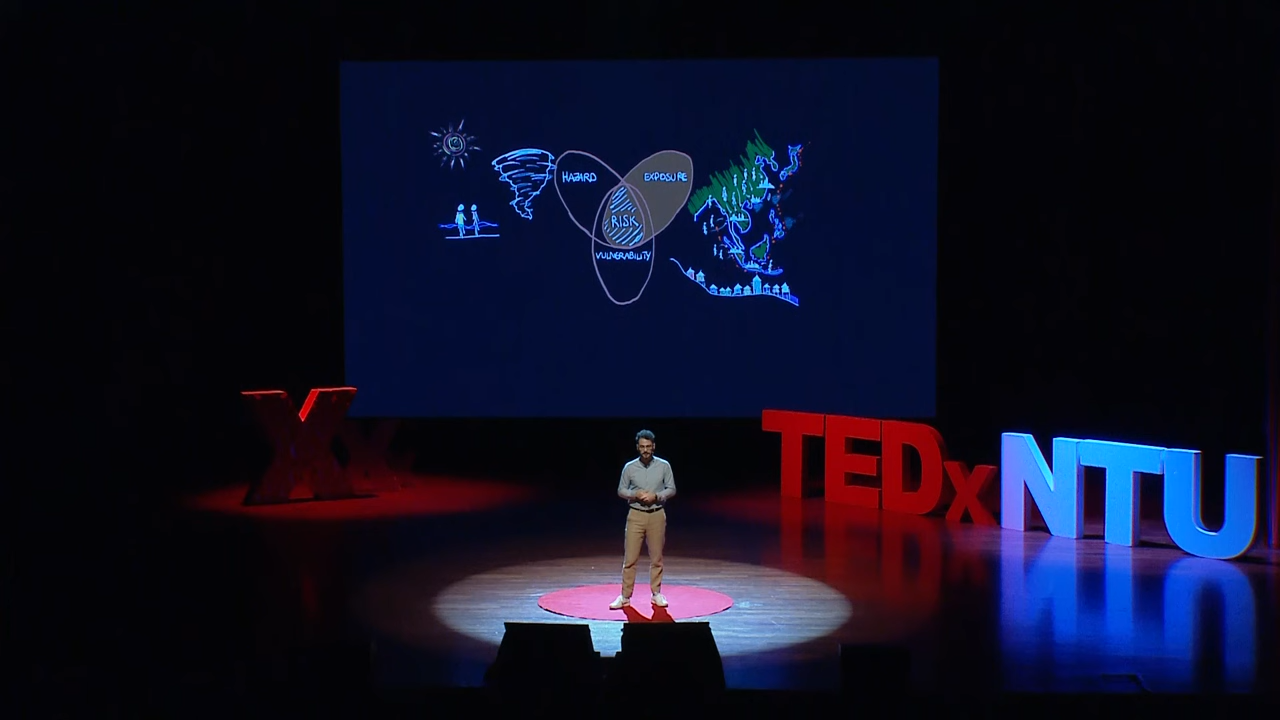 HAZARD
EXPOSURE
RISK
VULNERABILITY
X
TEDxNTU